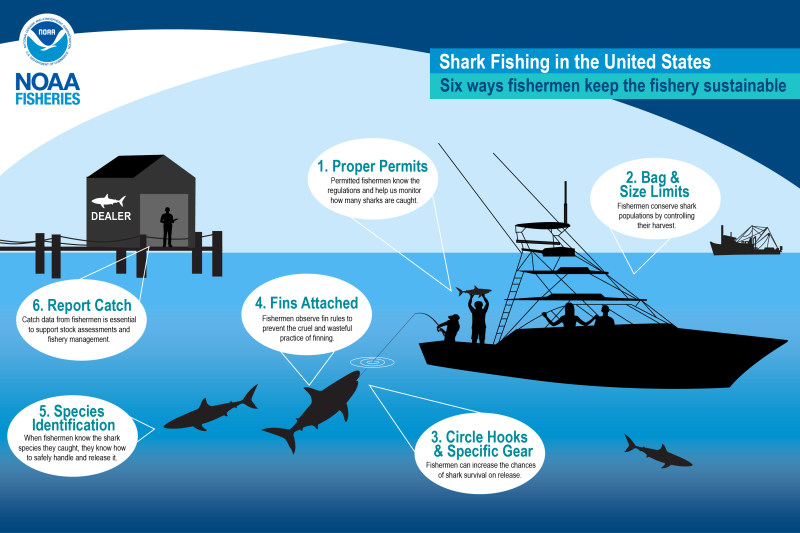 NOAA
NOAA
FISHERIES
Shark Fishing in the United States
Six ways fishermen keep the fishery sustainable
1. Proper Permits
Permitted fishermen know the
regulations and help us monitor
how many sharks are caught.
2. Bag &
Size Limits
Fishermen conserve shark
populations by controlling
their harvest.
DEALER
6. Report Catch
Catch data from fishermen is essential
to support stock assessments and
fishery management.
4. Fins Attached
Fishermen observe fin rules to
prevent the cruel and wasteful
practice of finning.
5. Species
Identification
When fishermen know the shark
species they caught, they know how
to safely handle and release it.
3. Circle Hooks
& Specific Gear
Fishermen can increase the chances
of shark survival on release.